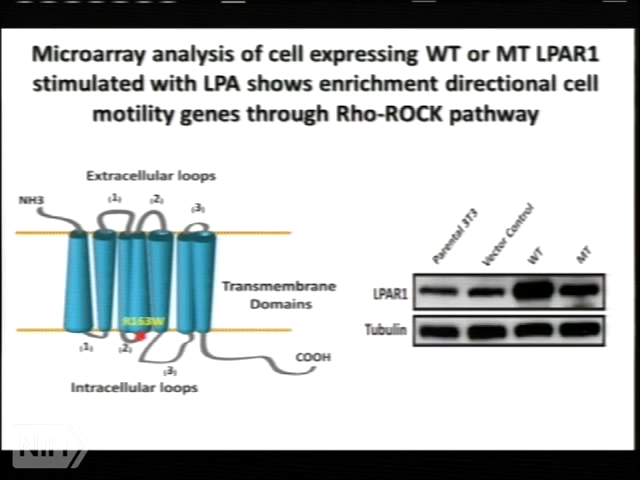 Microarray analysis of cell expressing WT or MT LPAR1
stimulated with LPA shows enrichment directional cell
motility genes through Rho-ROCK pathway
Extracellular loops
NH3
(1)
(2)
(3)
Transmembrane
Domains
R163W
(1)
(2)
(3)
COOH
Intracellular loops
Parental 3T3
Vector Control
WT
MT
LPAR1
Tubulin
NIH